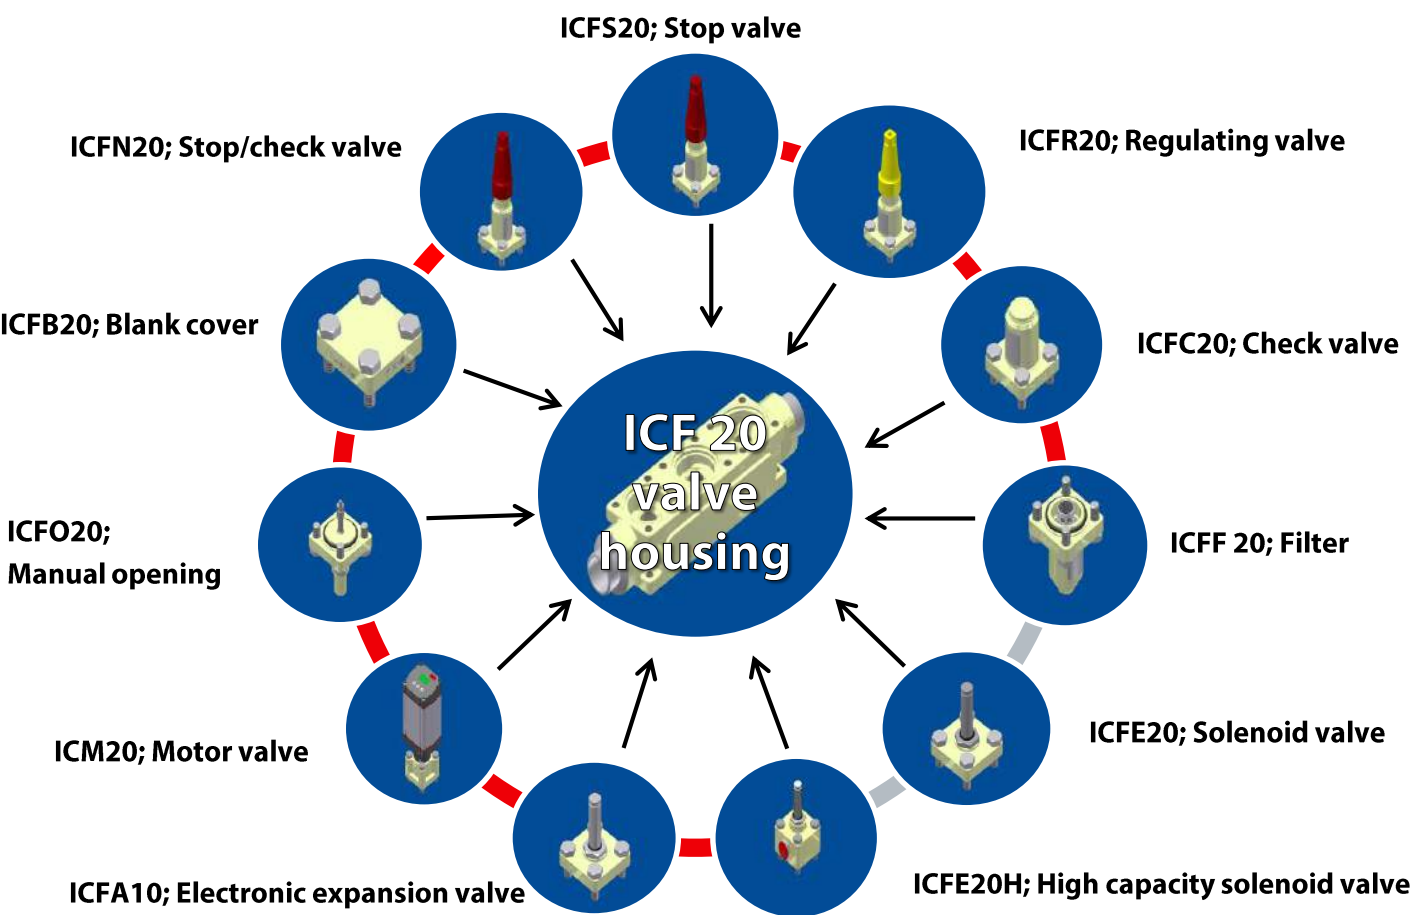 ICFS20; Stop valve
ICFN20; Stop/check valve
ICFR20; Regulating valve
ICFB20; Blank cover
ICFC20; Check valve
ICF 20
valve
housing
ICFO20;
Manual opening
ICFF 20; Filter
ICM20; Motor valve
ICFE20; Solenoid valve
ICFA10; Electronic expansion valve
ICFE20H; High capacity solenoid valve